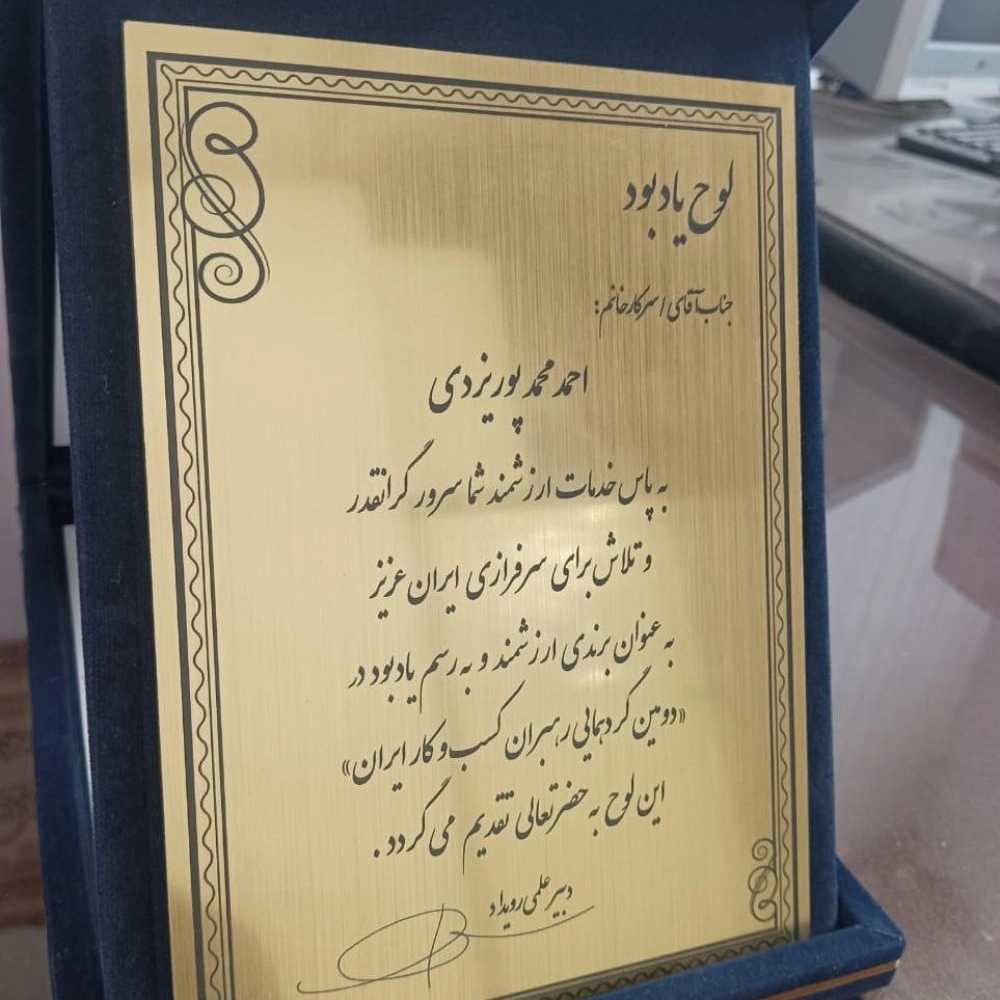 لوح یادبود
جناب آقای / سرکار خانم:
احمد محمد پور یزدی
به پاس خدمات ارزشمند شما سرور گرانقدر
و تلاش برای سرفرازی ایران عزیز
به عنوان برندی ارزشمند و به رسم یادبود در
«دومین گردهمایی رهبران کسب و کار ایران»
این لوح به حضرتعالی تقدیم می گردد .
دبیر علمی رویداد